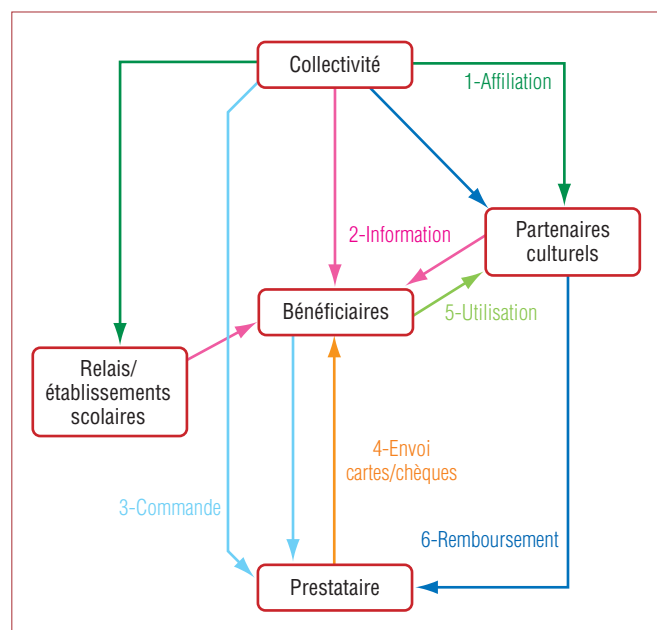 Collectivité
1-Affiliation
2-Information
Partenaires
culturels
Bénéficiaires
5-Utilisation
Relais/
établissements
scolaires
4-Envoi
cartes/chèques
3-Commande
6-Remboursement
Prestataire